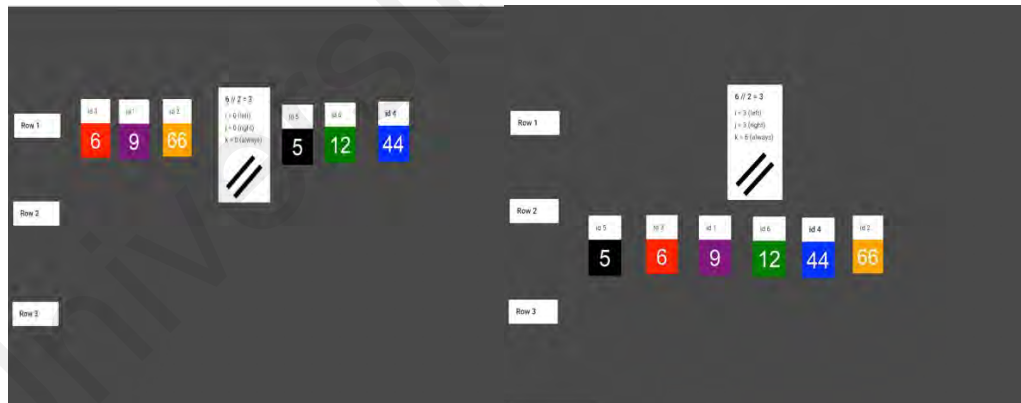 6 // 2 = 3
i = 0 (left)
j = 0 (right)
k = 0 (always)
Row 1
id 3
id 1
id 5
id 6
id 4
6
9
66
5
12
44
Row 2
Row 3
6 // 2 = 3
i = 3 (left)
j = 3 (right)
k = 6 (always)
Row 1
Row 2
id 5
id 3
id 1
id 6
id 4
id 2
5
6
9
12
44
66
Row 3